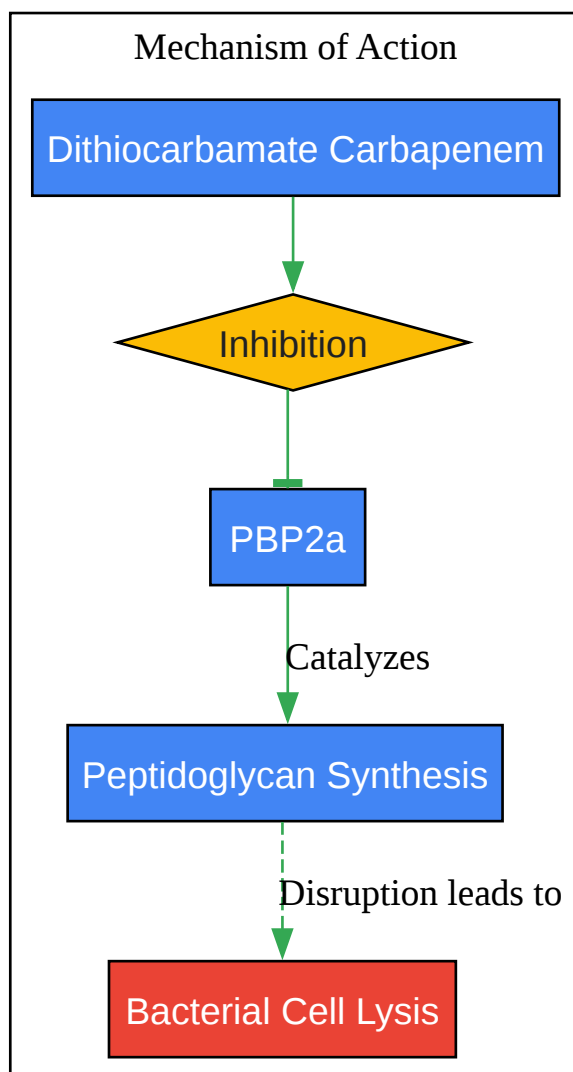 Mechanism of Action
Dithiocarbamate Carbapenem
Inhibition
PBP2a
Catalyzes
Peptidoglycan Synthesis
Disruption leads to
Bacterial Cell Lysis